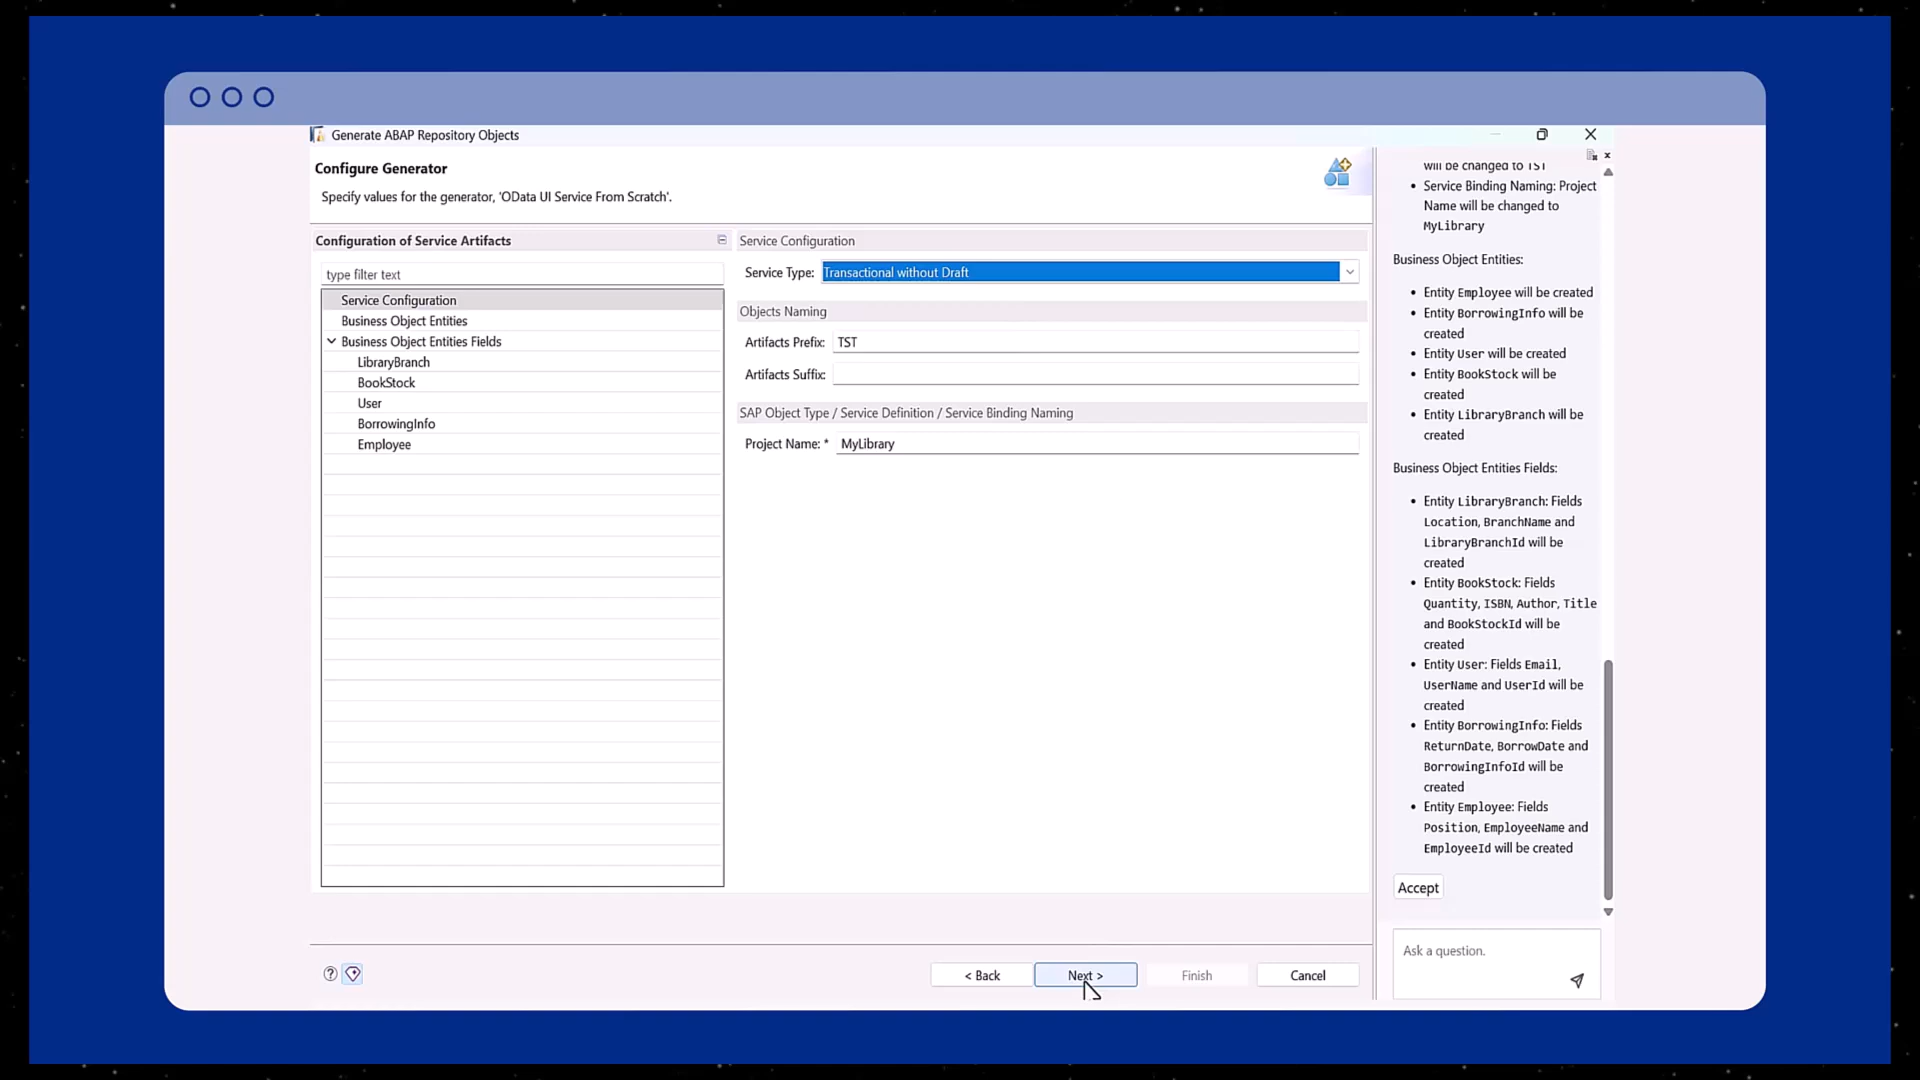 Generate ABAP Repository Objects
Configure Generator
Specify values for the generator, 'OData UI Service From Scratch'.
Configuration of Service Artifacts
type filter text
Service Configuration
Business Object Entities
Business Object Entities Fields
LibraryBranch
BookStock
User
BorrowingInfo
Employee
Service Configuration
Service Type: Transactional without Draft
Objects Naming
Artifacts Prefix: TST
Artifacts Suffix:
SAP Object Type / Service Definition / Service Binding Naming
Project Name: * MyLibrary
< Back
Next >
Finish
Cancel
will be changed to TST
• Service Binding Naming: Project
Name will be changed to
MyLibrary
Business Object Entities:
• Entity Employee will be created
• Entity BorrowingInfo will be
created
• Entity User will be created
• Entity BookStock will be
created
• Entity LibraryBranch will be
created
Business Object Entities Fields:
• Entity LibraryBranch: Fields
Location, BranchName and
LibraryBranchId will be
created
• Entity BookStock: Fields
Quantity, ISBN, Author, Title
and BookStockId will be
created
• Entity User: Fields Email,
UserName and UserId will be
created
• Entity BorrowingInfo: Fields
ReturnDate, BorrowDate and
BorrowingInfoId will be
created
• Entity Employee: Fields
Position, EmployeeName and
EmployeeId will be created
Accept
Ask a question.